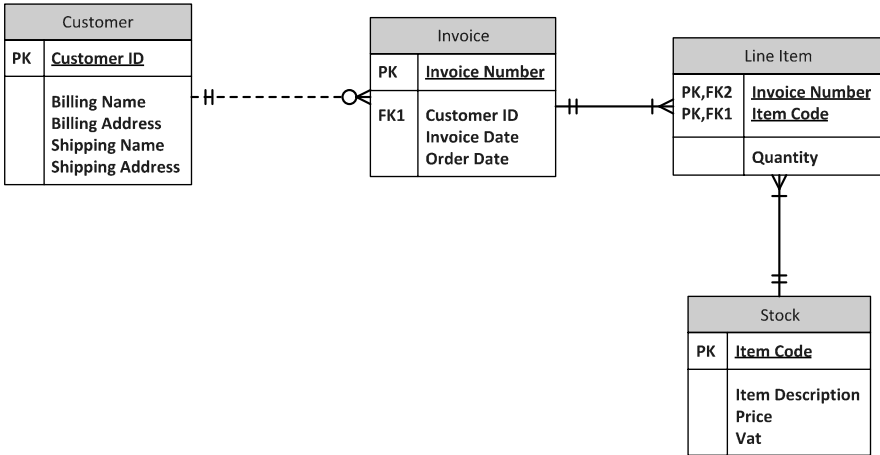 Customer
PK Customer ID
Billing Name
Billing Address
Shipping Name
Shipping Address
Invoice
PK Invoice Number
FK1 Customer ID
Invoice Date
Order Date
Line Item
PK,FK2 Invoice Number
PK,FK1 Item Code
Quantity
Stock
PK Item Code
Item Description
Price
Vat